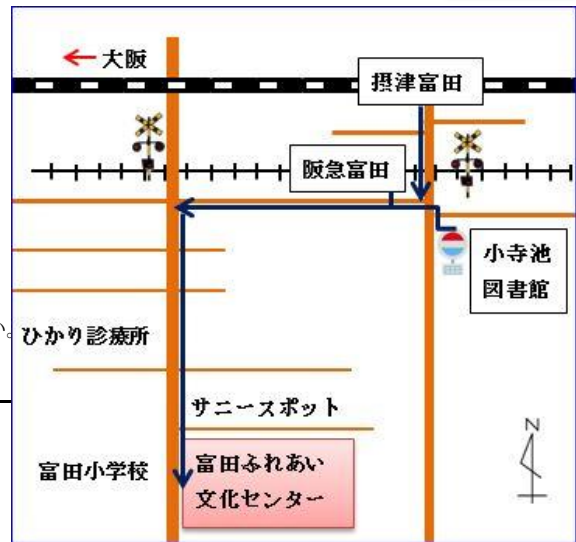 ← 大阪
摂津富田
阪急富田
小寺池
図書館
い。
ひかり診療所
サニースポット
富田小学校
富田ふれあい
文化センター
N